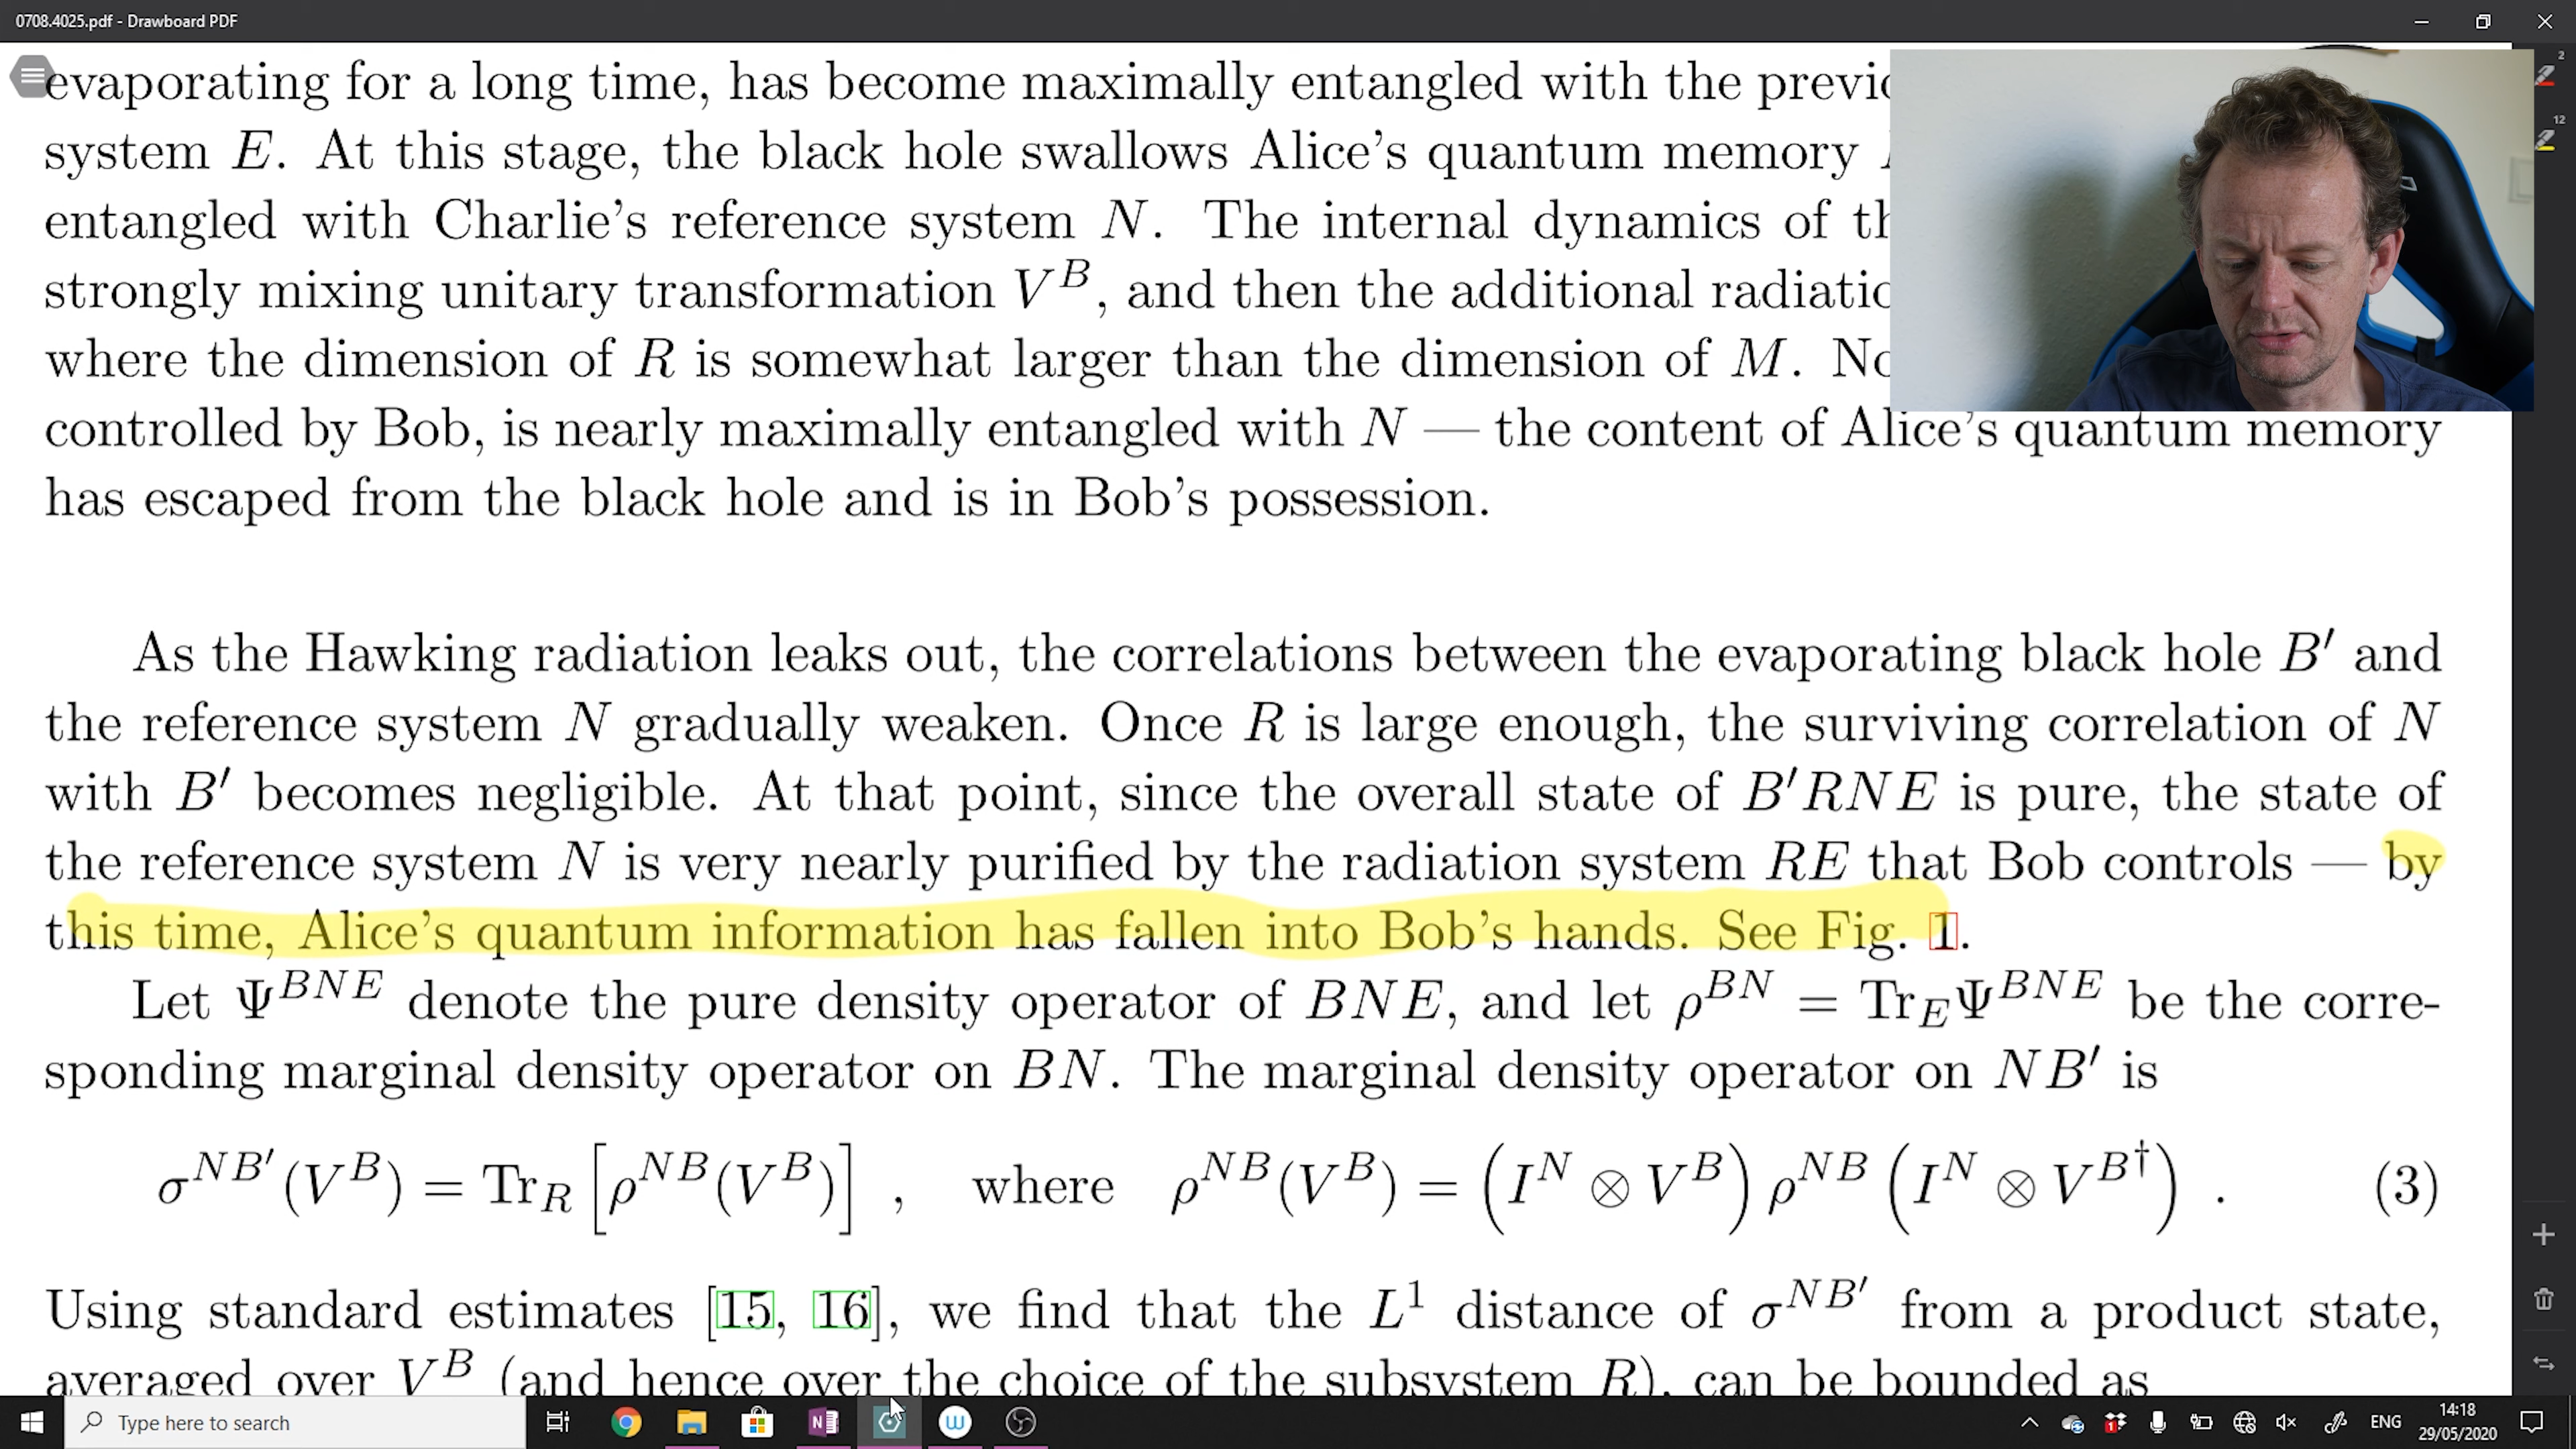 0708.4025.pdf - Drawboard PDF
evaporating for a long time, has become maximally entangled with the
system E. At this stage, the black hole swallows Alice's quantum memory
entangled with Charlie's reference system N. The internal dynamics of
strongly mixing unitary transformation V^B, and then the additional
where the dimension of R is somewhat larger than the dimension of M.
controlled by Bob, is nearly maximally entangled with N — the content of Alice's quantum memory
has escaped from the black hole and is in Bob's possession.
As the Hawking radiation leaks out, the correlations between the evaporating black hole B′ and
the reference system N gradually weaken. Once R is large enough, the surviving correlation of N
with B′ becomes negligible. At that point, since the overall state of B′RNE is pure, the state of
the reference system N is very nearly purified by the radiation system RE that Bob controls — by
this time, Alice's quantum information has fallen into Bob's hands. See Fig. 1.
Let Ψ^{BNE} denote the pure density operator of BNE, and let ρ^{BN} = Tr_E Ψ^{BNE} be the corre-
sponding marginal density operator on BN. The marginal density operator on NB′ is
σ^{NB′}(V^B) = Tr_R [ρ^{NB}(V^B)] , where ρ^{NB}(V^B) = (I^N ⊗ V^B) ρ^{NB} (I^N ⊗ V^{B†}) . (3)
Using standard estimates [15, 16], we find that the L^1 distance of σ^{NB′} from a product state,
averaged over V^B (and hence over the choice of the subsystem R), can be bounded as
2
12
Type here to search
N
W
1
ENG
14:18
29/05/2020